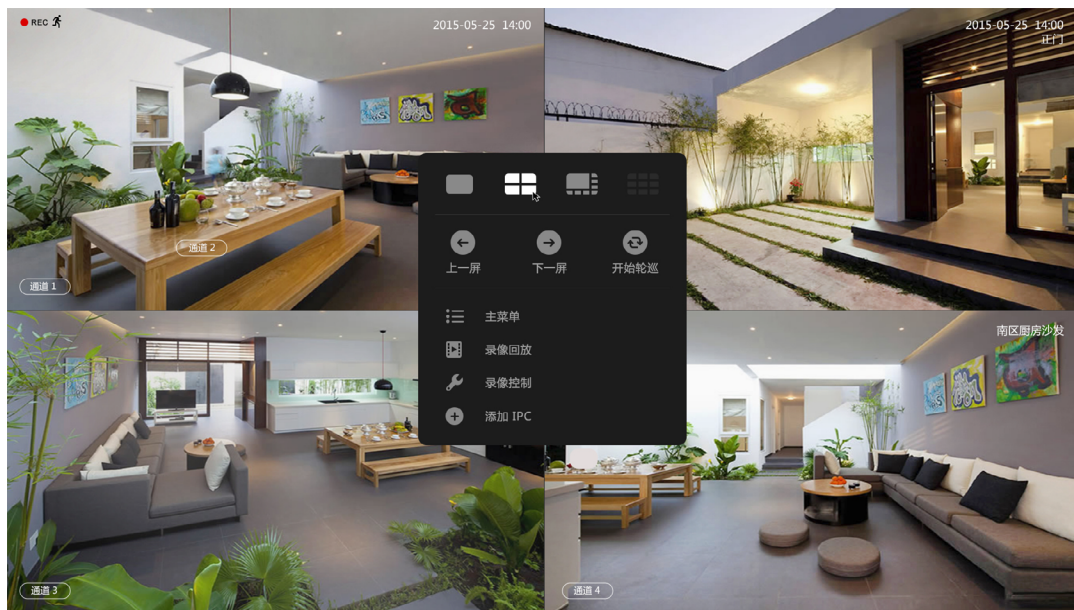 REC
2015-05-25 14:00
2015-05-25 14:00
正门
通道 2
通道 1
上一屏
下一屏
开始轮巡
主菜单
录像回放
录像控制
添加 IPC
南区厨房沙发
通道 3
通道 4